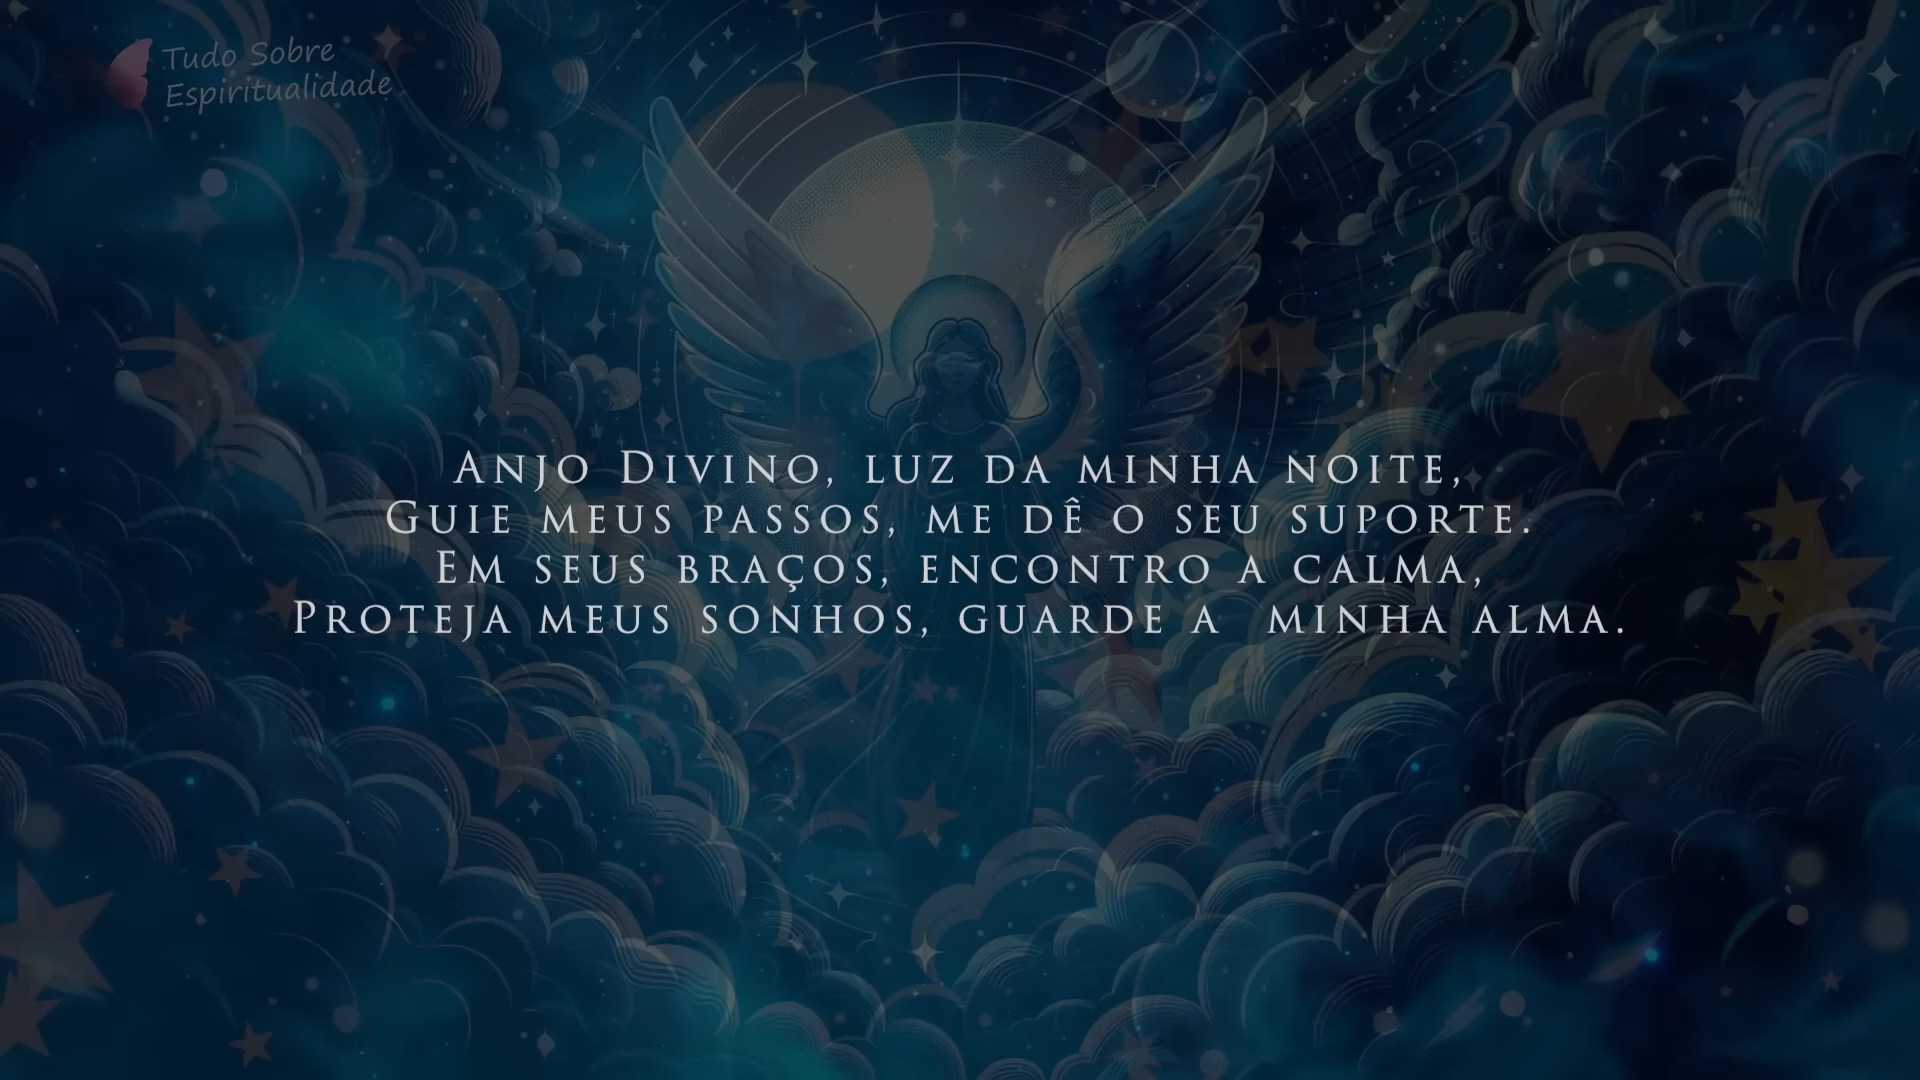 Tudo Sobre
Espiritualidade
Anjo Divino, luz da minha noite,
Guie meus passos, me dê o seu suporte.
Em seus braços, encontro a calma,
Proteja meus sonhos, guarde a minha alma.